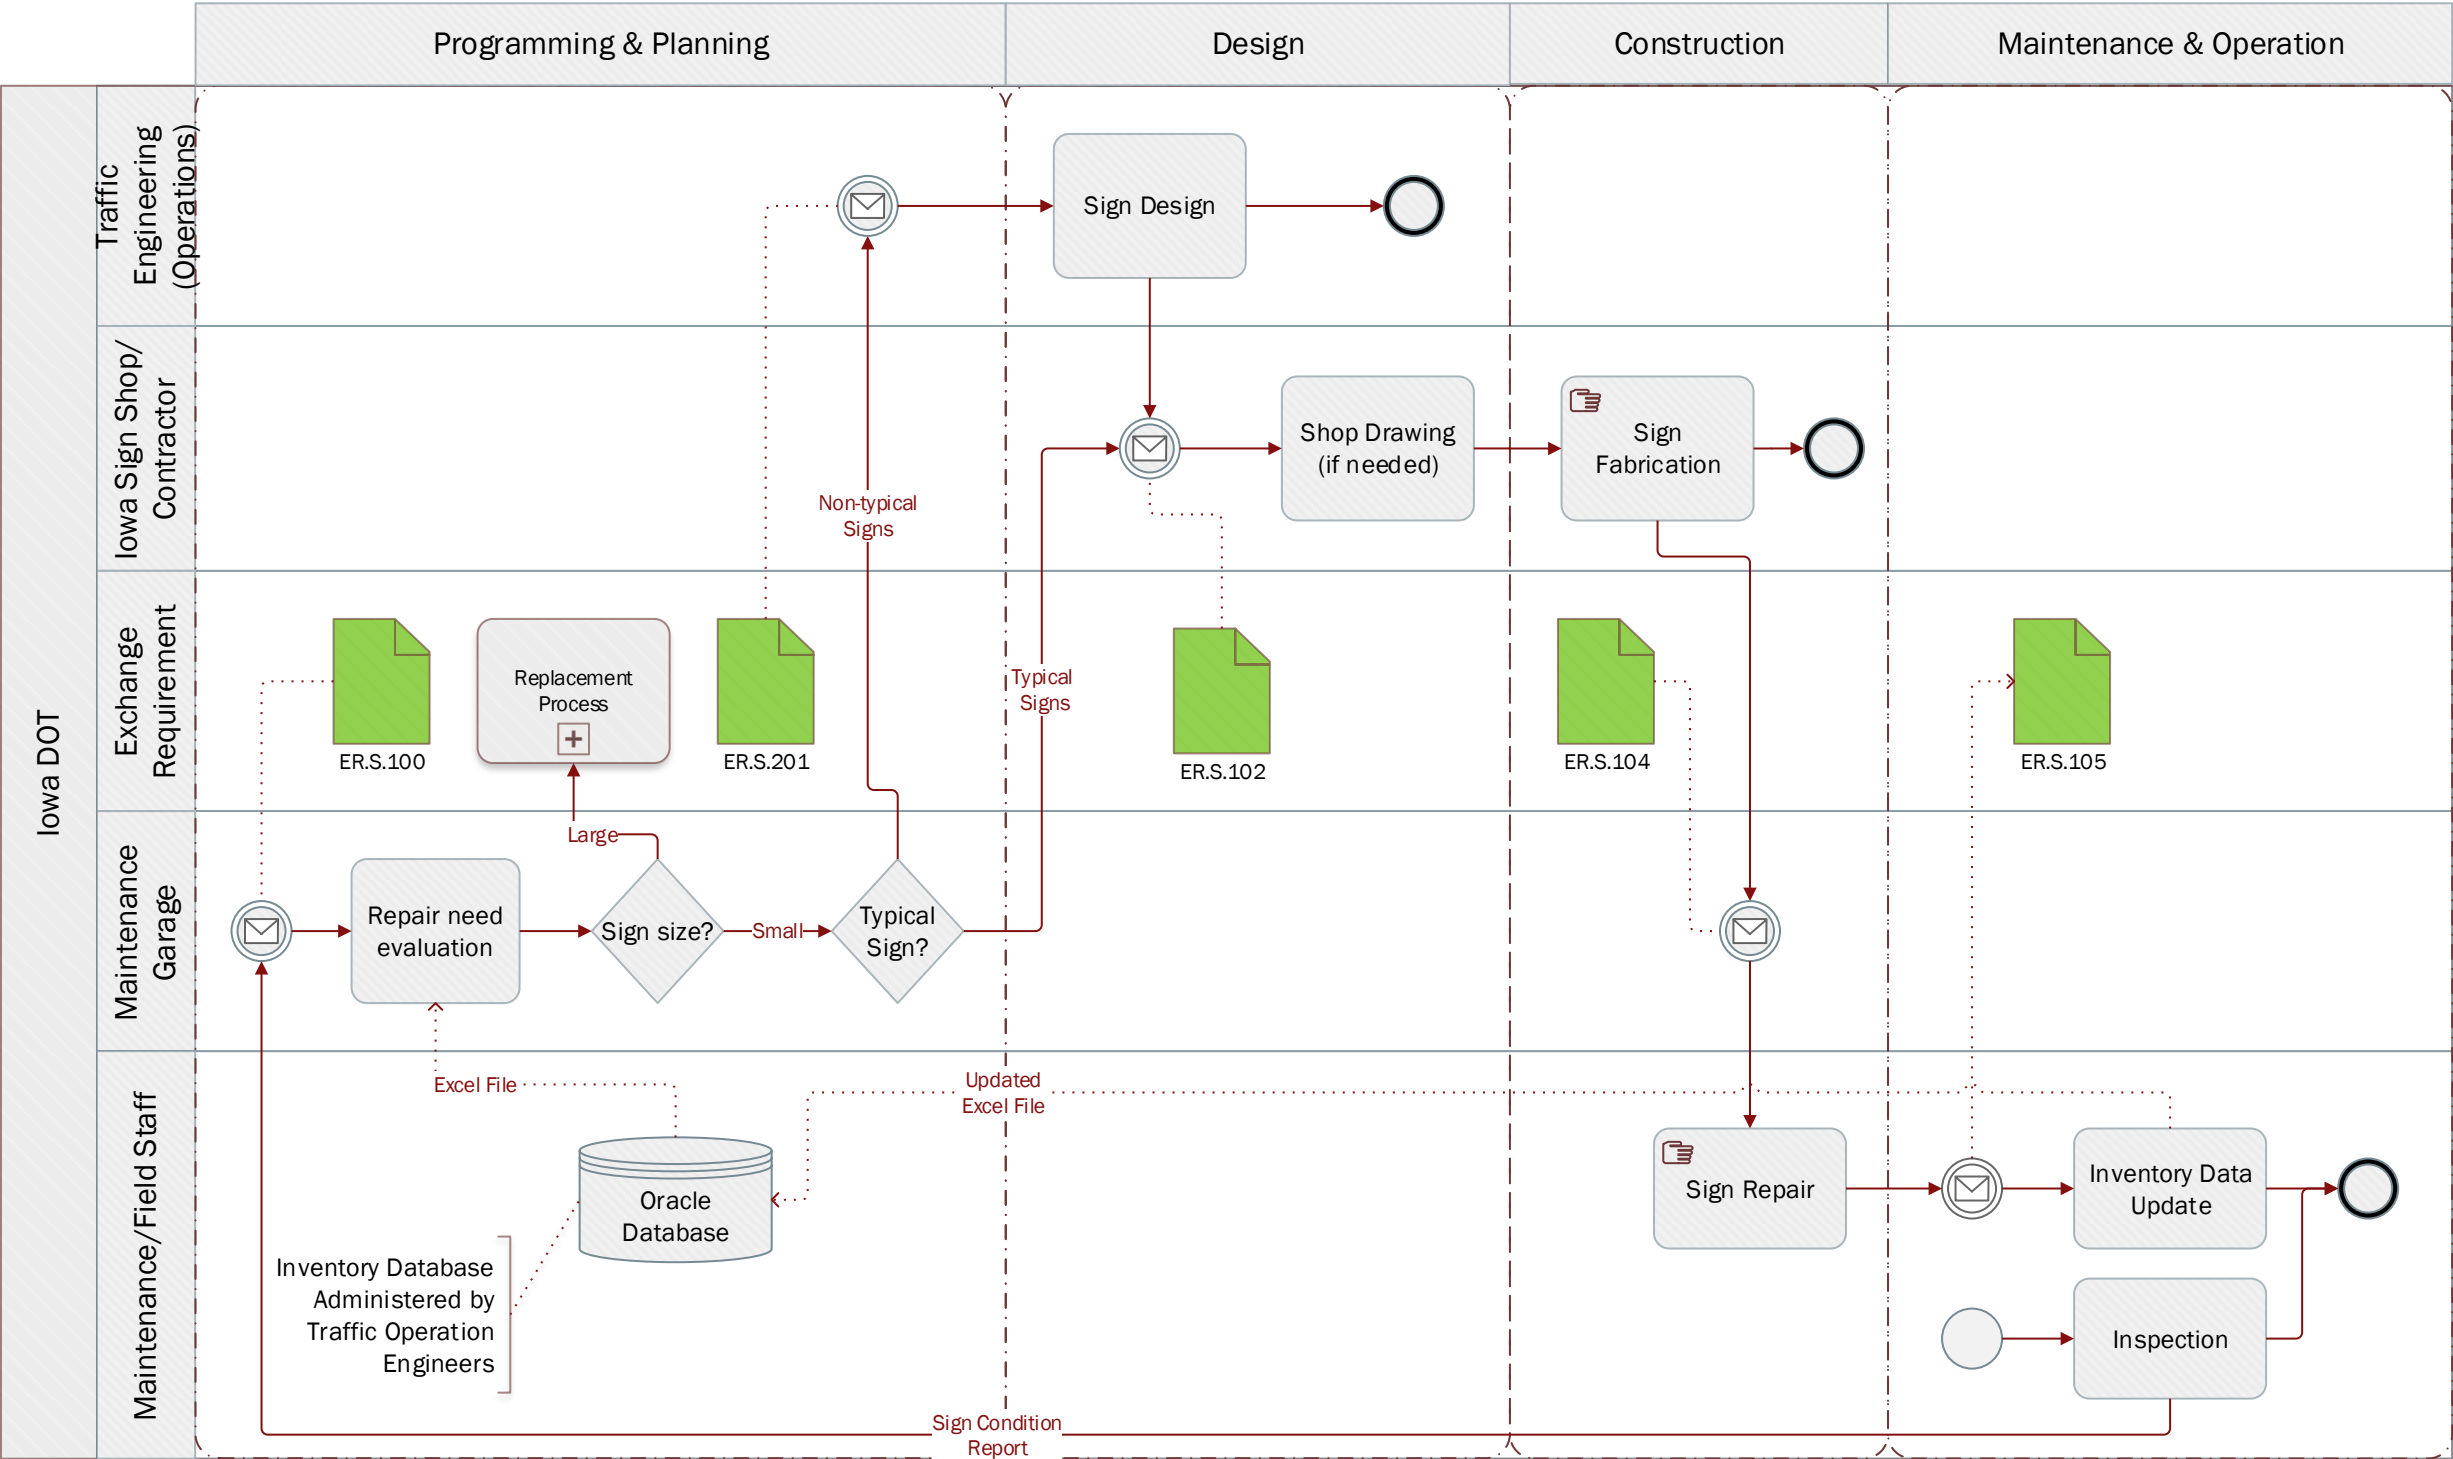 Programming & Planning
Design
Construction
Maintenance & Operation
Iowa DOT
Traffic
Engineering
(Operations)
Sign Design
Iowa Sign Shop/
Contractor
Shop Drawing
(if needed)
Sign
Fabrication
Non-typical
Signs
Exchange
Requirement
ER.S.100
Replacement
Process
ER.S.201
Typical
Signs
ER.S.102
ER.S.104
ER.S.105
Maintenance
Garage
Large
Repair need
evaluation
Sign size?
Small
Typical
Sign?
Maintenance/Field Staff
Excel File
Updated
Excel File
Oracle
Database
Inventory Database
Administered by
Traffic Operation
Engineers
Sign Repair
Inventory Data
Update
Inspection
Sign Condition
Report